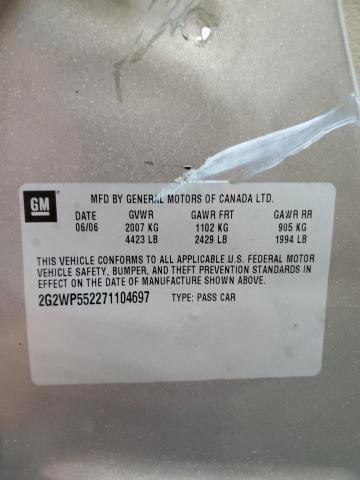 GM MFD BY GENERAL MOTORS OF CANADA LTD.
DATE GVWR GAWR FRT GAWR RR
06/06 2007 KG 1102 KG 905 KG
4423 LB 2429 LB 1994 LB
THIS VEHICLE CONFORMS TO ALL APPLICABLE U.S. FEDERAL MOTOR
VEHICLE SAFETY, BUMPER, AND THEFT PREVENTION STANDARDS IN
EFFECT ON THE DATE OF MANUFACTURE SHOWN ABOVE.
2G2WP552271104697 TYPE: PASS CAR